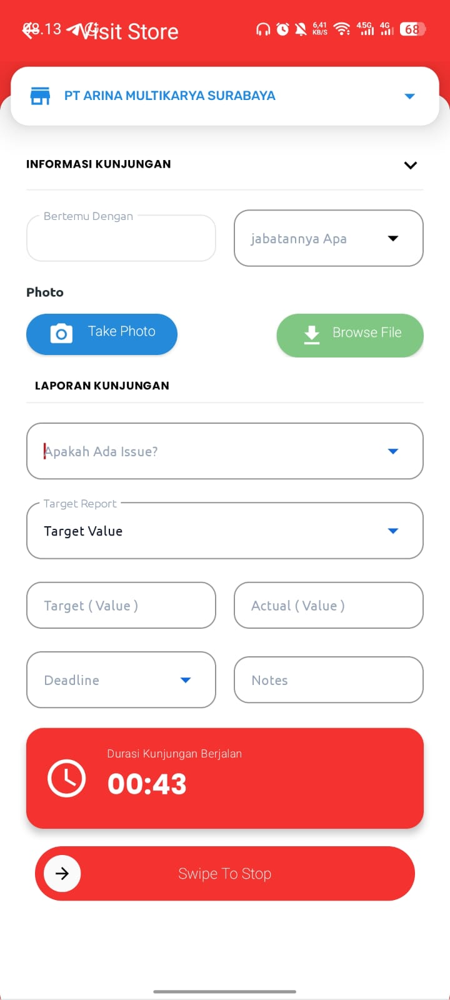 08.13 Visit Store 6,41 KB/S 4.5G 4G 68
PT ARINA MULTIKARYA SURABAYA
INFORMASI KUNJUNGAN
Bertemu Dengan
jabatannya Apa
Photo
Take Photo
Browse File
LAPORAN KUNJUNGAN
Apakah Ada Issue?
Target Report
Target Value
Target ( Value )
Actual ( Value )
Deadline
Notes
Durasi Kunjungan Berjalan
00:43
Swipe To Stop